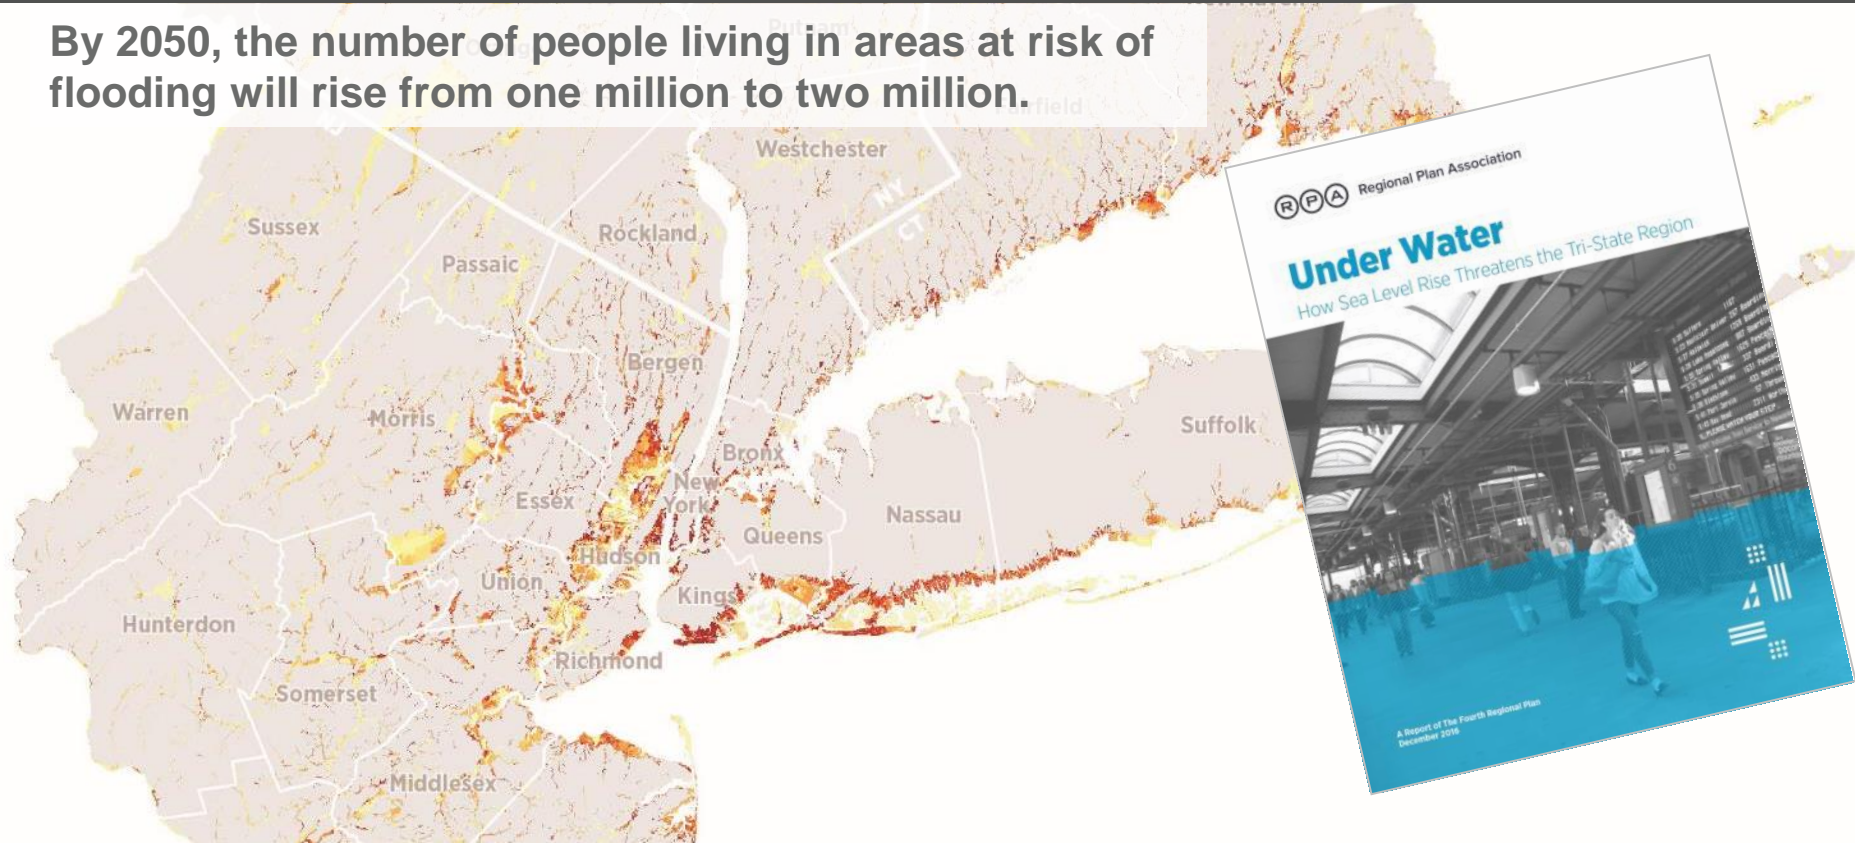 By 2050, the number of people living in areas at risk of
flooding will rise from one million to two million.
Putnam
Fairfield
Westchester
NY
CT
Sussex
Rockland
Passaic
Bergen
Warren
Morris
Bronx
Suffolk
New
York
Essex
Nassau
Queens
Hudson
Union
Kings
Hunterdon
Richmond
Somerset
Middlesex
RPA Regional Plan Association
Under Water
How Sea Level Rise Threatens the Tri-State Region
A Report of The Fourth Regional Plan
December 2016